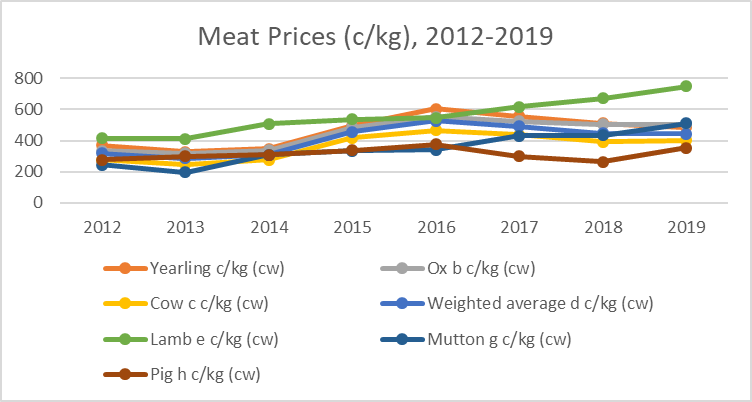 Meat Prices (c/kg), 2012-2019
800
600
400
200
0
2012 2013 2014 2015 2016 2017 2018 2019
Yearling c/kg (cw) Ox b c/kg (cw)
Cow c c/kg (cw) Weighted average d c/kg (cw)
Lamb e c/kg (cw) Mutton g c/kg (cw)
Pig h c/kg (cw)